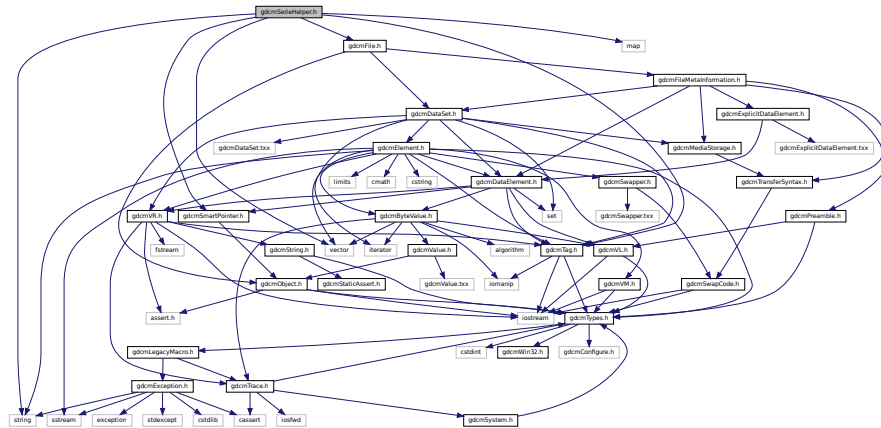 gdcmSerieHelper.h
gdcmFile.h
map
gdcmFileMetaInformation.h
gdcmDataSet.h
gdcmExplicitDataElement.h
gdcmDataSet.txx
gdcmElement.h
gdcmMediaStorage.h
gdcmExplicitDataElement.txx
limits
cmath
cstring
gdcmDataElement.h
gdcmSwapper.h
gdcmTransferSyntax.h
gdcmVR.h
gdcmSmartPointer.h
gdcmByteValue.h
set
gdcmSwapper.txx
gdcmPreamble.h
fstream
gdcmString.h
vector
iterator
gdcmValue.h
algorithm
gdcmTag.h
gdcmVL.h
gdcmObject.h
gdcmStaticAssert.h
gdcmValue.txx
iomanip
gdcmVM.h
gdcmSwapCode.h
assert.h
iostream
gdcmTypes.h
gdcmLegacyMacro.h
cstdint
gdcmWin32.h
gdcmConfigure.h
gdcmException.h
gdcmTrace.h
string
sstream
exception
stdexcept
cstdlib
cassert
iosfwd
gdcmSystem.h